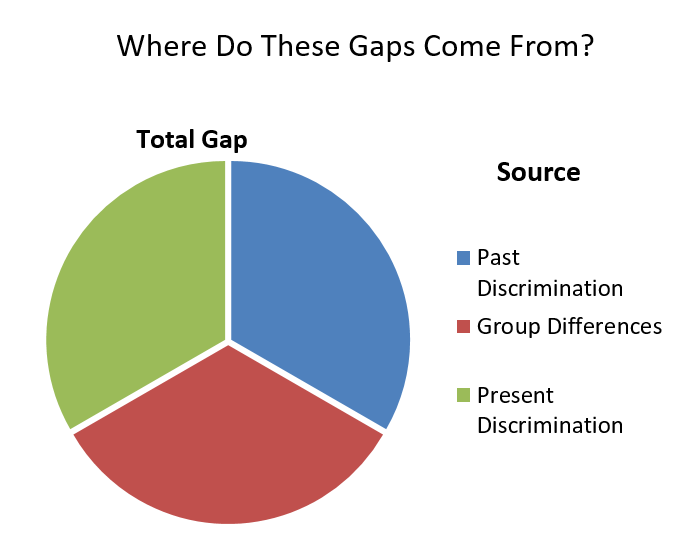 Where Do These Gaps Come From?
Total Gap
Source
Past
Discrimination
Group Differences
Present
Discrimination